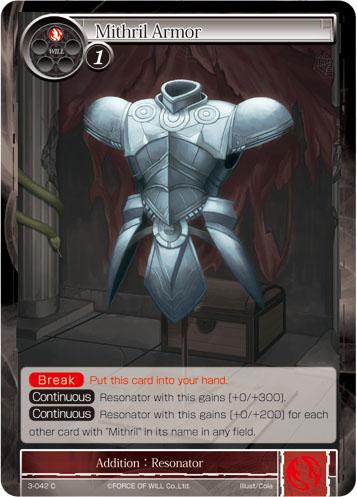 Mithril Armor
WILL
1
Break Put this card into your hand.
Continuous Resonator with this gains [+0/+300].
Continuous Resonator with this gains [+0/+200] for each
other card with "Mithril" in its name in any field.
3-042 C
Addition : Resonator
©FORCE OF WILL Co.,Ltd.
Illust/Cola